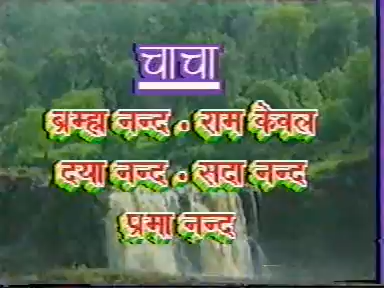 चाचा
ब्रम्ह नन्द • राम कैवल
दया नन्द • सदा नन्द
प्रमा नन्द